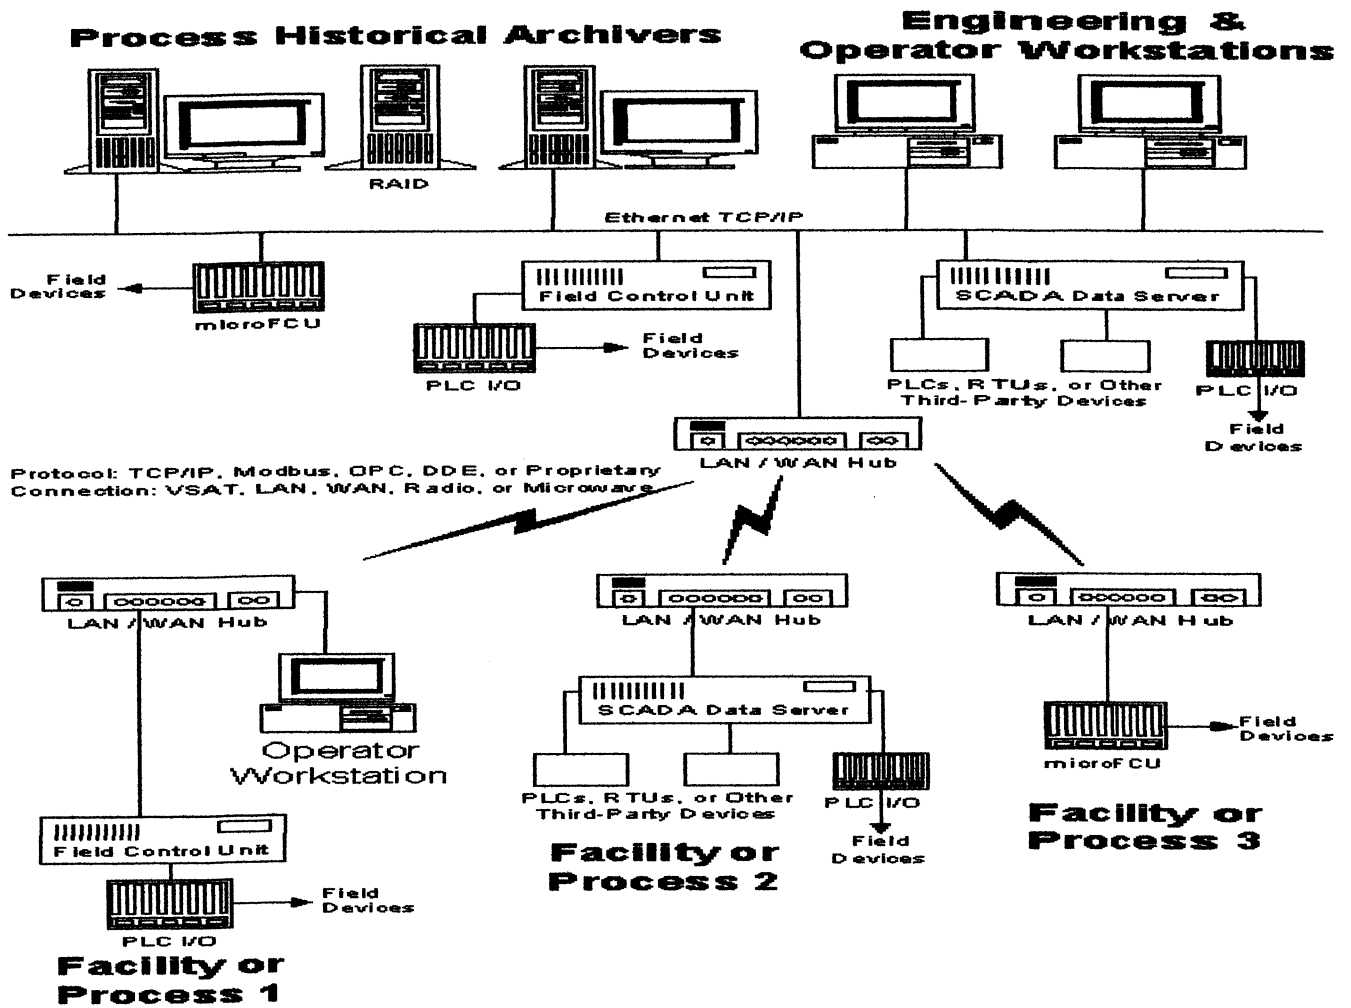 Process Historical Archivers
Engineering &
Operator Workstations
RAID
Ethernet TCP/IP
Field
Devices
microFCU
Field Control Unit
PLC I/O
Field
Devices
SCADA Data Server
PLCs, RTUs, or Other
Third-Party Devices
PLC I/O
Field
Devices
LAN / WAN Hub
Protocol: TCP/IP, Modbus, OPC, DDE, or Proprietary
Connection: VSAT, LAN, WAN, Radio, or Microwave
LAN / WAN Hub
Operator
Workstation
Field Control Unit
PLC I/O
Field
Devices
Facility or
Process 1
LAN / WAN Hub
SCADA Data Server
PLCs, RTUs, or Other
Third-Party Devices
PLC I/O
Field
Devices
Facility or
Process 2
LAN / WAN Hub
microFCU
Field
Devices
Facility or
Process 3